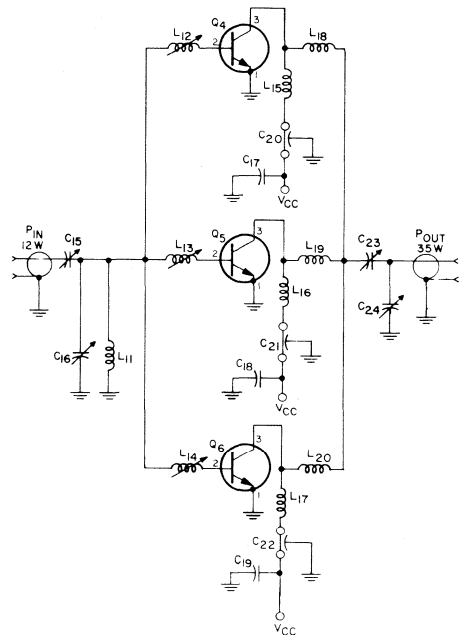 L12
Q4
3
2
1
L18
L15
C20
C17
VCC
PIN
12W
C15
L13
Q5
3
2
1
L19
C23
POUT
35W
L16
C16
L11
C21
C24
C18
VCC
L14
Q6
3
2
1
L20
L17
C22
C19
VCC